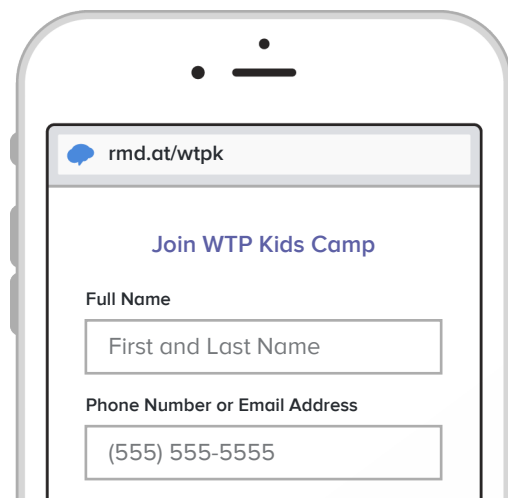 rmd.at/wtpk
Join WTP Kids Camp
Full Name
First and Last Name
Phone Number or Email Address
(555) 555-5555